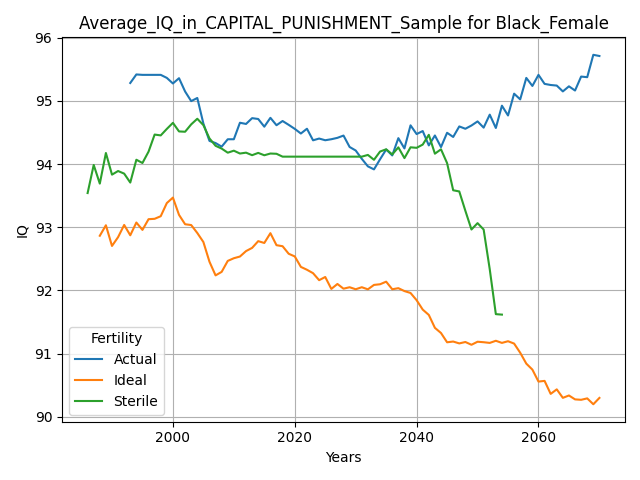 Average_IQ_in_CAPITAL_PUNISHMENT_Sample for Black_Female
96
95
94
93
92
91
90
IQ
Fertility
Actual
Ideal
Sterile
2000 2020 2040 2060
Years